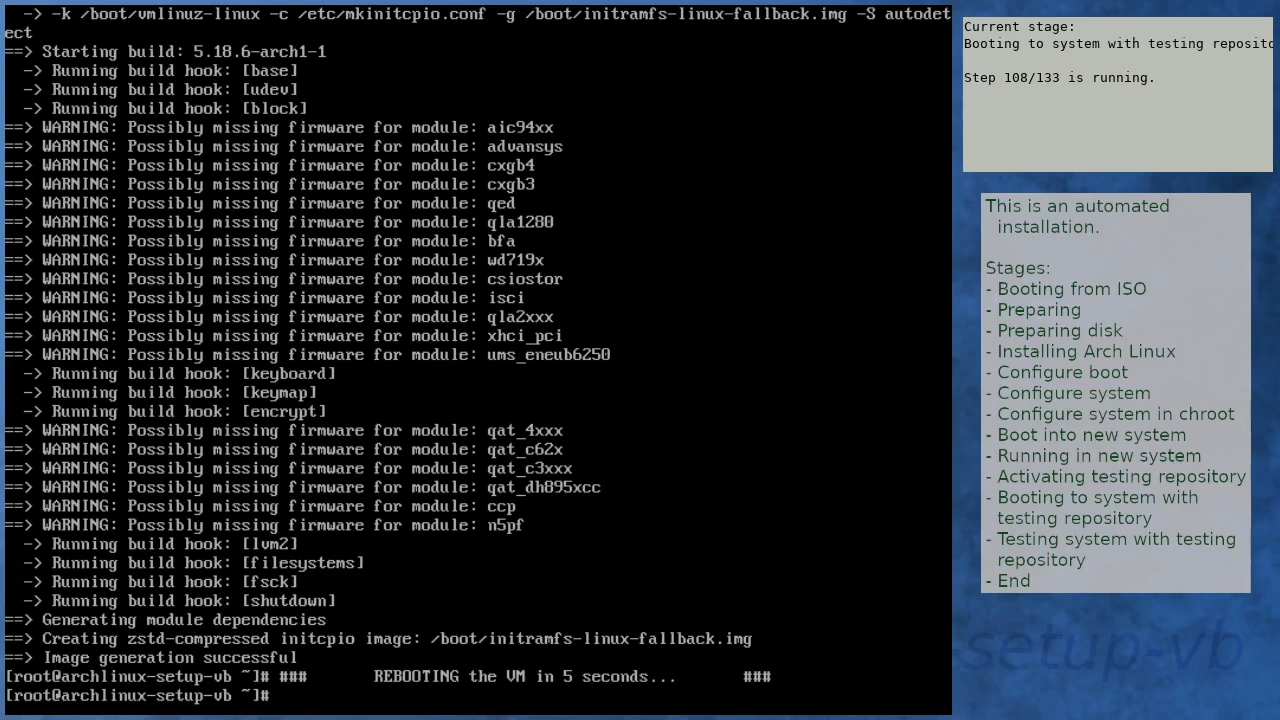 -> -k /boot/vmlinuz-linux -c /etc/mkinitcpio.conf -g /boot/initramfs-linux-fallback.img -S autodet
ect
==> Starting build: 5.18.6-arch1-1
  -> Running build hook: [base]
  -> Running build hook: [udev]
  -> Running build hook: [block]
==> WARNING: Possibly missing firmware for module: aic94xx
==> WARNING: Possibly missing firmware for module: advansys
==> WARNING: Possibly missing firmware for module: cxgb4
==> WARNING: Possibly missing firmware for module: cxgb3
==> WARNING: Possibly missing firmware for module: qed
==> WARNING: Possibly missing firmware for module: qla1280
==> WARNING: Possibly missing firmware for module: bfa
==> WARNING: Possibly missing firmware for module: wd719x
==> WARNING: Possibly missing firmware for module: csiostor
==> WARNING: Possibly missing firmware for module: isci
==> WARNING: Possibly missing firmware for module: qla2xxx
==> WARNING: Possibly missing firmware for module: xhci_pci
==> WARNING: Possibly missing firmware for module: ums_eneub6250
  -> Running build hook: [keyboard]
  -> Running build hook: [keymap]
  -> Running build hook: [encrypt]
==> WARNING: Possibly missing firmware for module: qat_4xxx
==> WARNING: Possibly missing firmware for module: qat_c62x
==> WARNING: Possibly missing firmware for module: qat_c3xxx
==> WARNING: Possibly missing firmware for module: qat_dh895xcc
==> WARNING: Possibly missing firmware for module: ccp
==> WARNING: Possibly missing firmware for module: n5pf
  -> Running build hook: [lvm2]
  -> Running build hook: [filesystems]
  -> Running build hook: [fsck]
  -> Running build hook: [shutdown]
==> Generating module dependencies
==> Creating zstd-compressed initcpio image: /boot/initramfs-linux-fallback.img
==> Image generation successful
[root@archlinux-setup-vb ~]# ###       REBOOTING the VM in 5 seconds...       ###
[root@archlinux-setup-vb ~]#
Current stage:
Booting to system with testing reposito
Step 108/133 is running.
This is an automated
installation.
Stages:
- Booting from ISO
- Preparing
- Preparing disk
- Installing Arch Linux
- Configure boot
- Configure system
- Configure system in chroot
- Boot into new system
- Running in new system
- Activating testing repository
- Booting to system with
testing repository
- Testing system with testing
repository
- End
-setup-vb